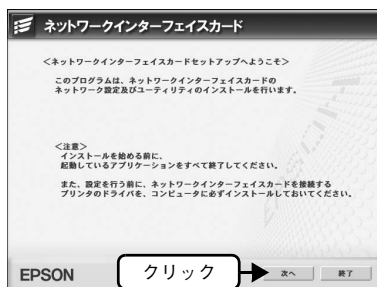 ネットワークインターフェイスカード
＜ネットワークインターフェイスカードセットアップへようこそ＞
このプログラムは、ネットワークインターフェイスカードの
ネットワーク設定及びユーティリティのインストールを行います。
＜注意＞
インストールを始める前に、
起動しているアプリケーションをすべて終了してください。
また、設定を行う前に、ネットワークインターフェイスカードを接続する
プリンタのドライバを、コンピュータに必ずインストールしておいてください。
EPSON クリック 次へ 終了